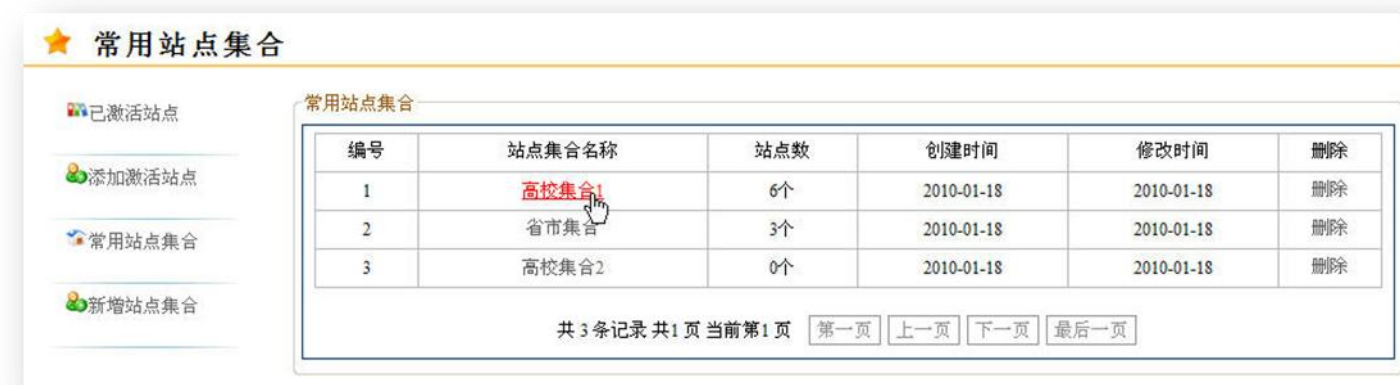 常用站点集合
已激活站点
添加激活站点
常用站点集合
新增站点集合
常用站点集合
编号 站点集合名称 站点数 创建时间 修改时间 删除
1 高校集合1 6个 2010-01-18 2010-01-18 删除
2 省市集合 3个 2010-01-18 2010-01-18 删除
3 高校集合2 0个 2010-01-18 2010-01-18 删除
共 3 条记录 共1 页 当前第1 页 第一页 上一页 下一页 最后一页